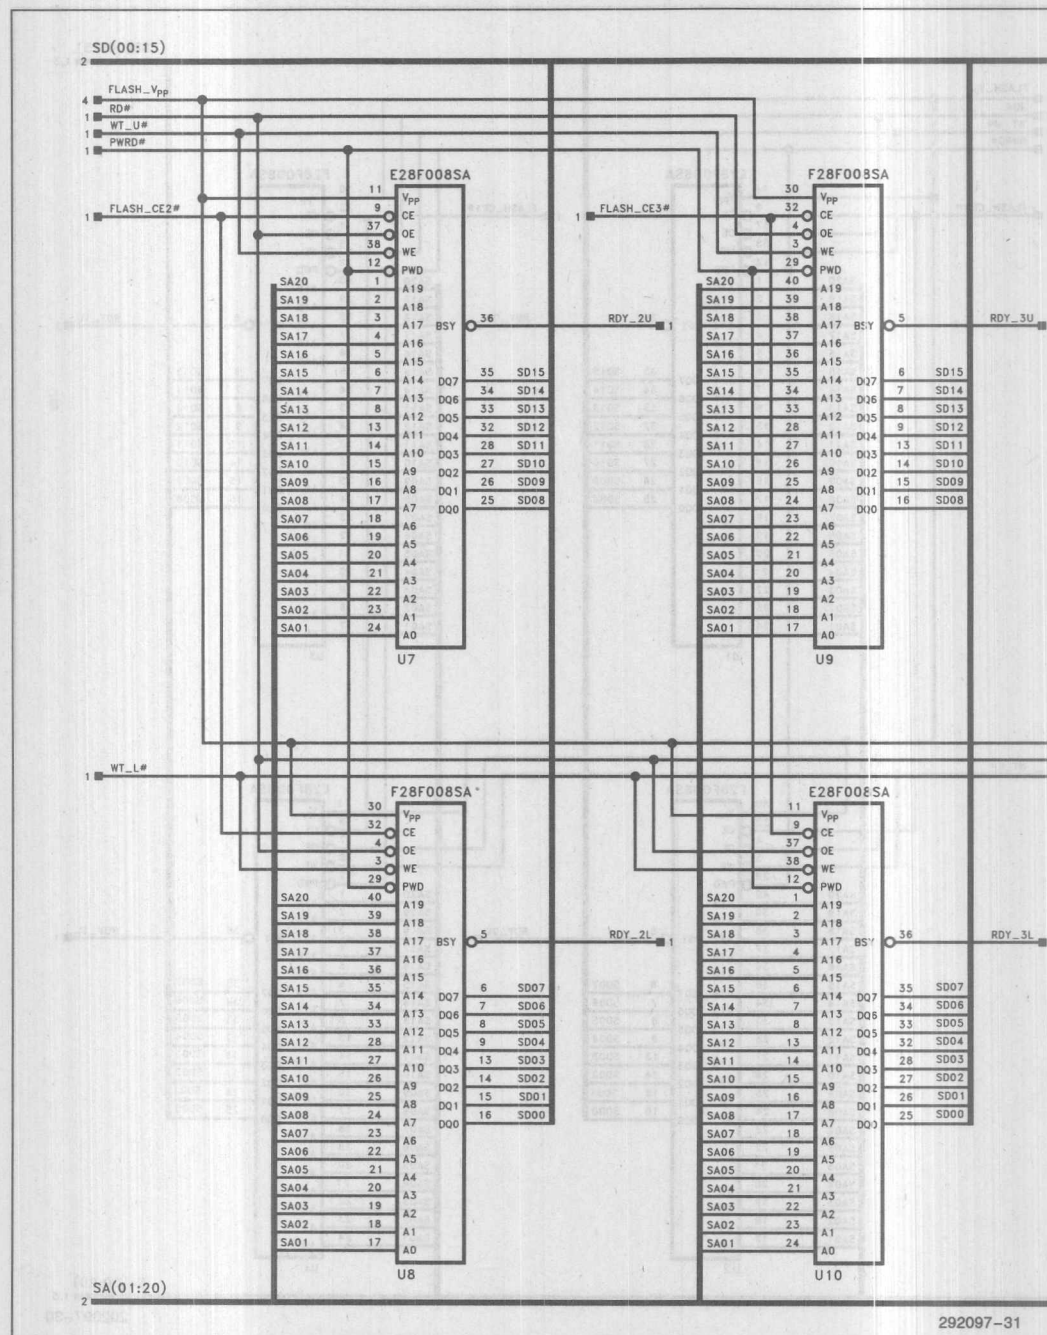 SD(00:15)
2
FLASH_VPP
4
RD#
1
WT_U#
1
PWRD#
1
E28F008SA
F28F008SA
FLASH_CE2#
1
FLASH_CE3#
1
11 VPP
9 CE
37 OE
38 WE
12 PWD
SA20 1 A19
SA19 2 A18
SA18 3 A17 BSY 36 RDY_2U 1
SA17 4 A16
SA16 5 A15
SA15 6 A14 DQ7 35 SD15
SA14 7 A13 DQ6 34 SD14
SA13 8 A12 DQ5 33 SD13
SA12 13 A11 DQ4 32 SD12
SA11 14 A10 DQ3 28 SD11
SA10 15 A9 DQ2 27 SD10
SA09 16 A8 DQ1 26 SD09
SA08 17 A7 DQ0 25 SD08
SA07 18 A6
SA06 19 A5
SA05 20 A4
SA04 21 A3
SA03 22 A2
SA02 23 A1
SA01 24 A0
U7
30 VPP
32 CE
4 OE
3 WE
29 PWD
SA20 40 A19
SA19 39 A18
SA18 38 A17 BSY 5 RDY_3U
SA17 37 A16
SA16 36 A15
SA15 35 A14 DQ7 6 SD15
SA14 34 A13 DQ6 7 SD14
SA13 33 A12 DQ5 8 SD13
SA12 28 A11 DQ4 9 SD12
SA11 27 A10 DQ3 13 SD11
SA10 26 A9 DQ2 14 SD10
SA09 25 A8 DQ1 15 SD09
SA08 24 A7 DQ0 16 SD08
SA07 23 A6
SA06 22 A5
SA05 21 A4
SA04 20 A3
SA03 19 A2
SA02 18 A1
SA01 17 A0
U9
WT_L#
1
F28F008SA
E28F008SA
30 VPP
32 CE
4 OE
3 WE
29 PWD
SA20 40 A19
SA19 39 A18
SA18 38 A17 BSY 5 RDY_2L 1
SA17 37 A16
SA16 36 A15
SA15 35 A14 DQ7 6 SD07
SA14 34 A13 DQ6 7 SD06
SA13 33 A12 DQ5 8 SD05
SA12 28 A11 DQ4 9 SD04
SA11 27 A10 DQ3 13 SD03
SA10 26 A9 DQ2 14 SD02
SA09 25 A8 DQ1 15 SD01
SA08 24 A7 DQ0 16 SD00
SA07 23 A6
SA06 22 A5
SA05 21 A4
SA04 20 A3
SA03 19 A2
SA02 18 A1
SA01 17 A0
U8
11 VPP
9 CE
37 OE
38 WE
12 PWD
SA20 1 A19
SA19 2 A18
SA18 3 A17 BSY 36 RDY_3L
SA17 4 A16
SA16 5 A15
SA15 6 A14 DQ7 35 SD07
SA14 7 A13 DQ6 34 SD06
SA13 8 A12 DQ5 33 SD05
SA12 13 A11 DQ4 32 SD04
SA11 14 A10 DQ3 28 SD03
SA10 15 A9 DQ2 27 SD02
SA09 16 A8 DQ1 26 SD01
SA08 17 A7 DQ0 25 SD00
SA07 18 A6
SA06 19 A5
SA05 20 A4
SA04 21 A3
SA03 22 A2
SA02 23 A1
SA01 24 A0
U10
SA(01:20)
2
292097-31